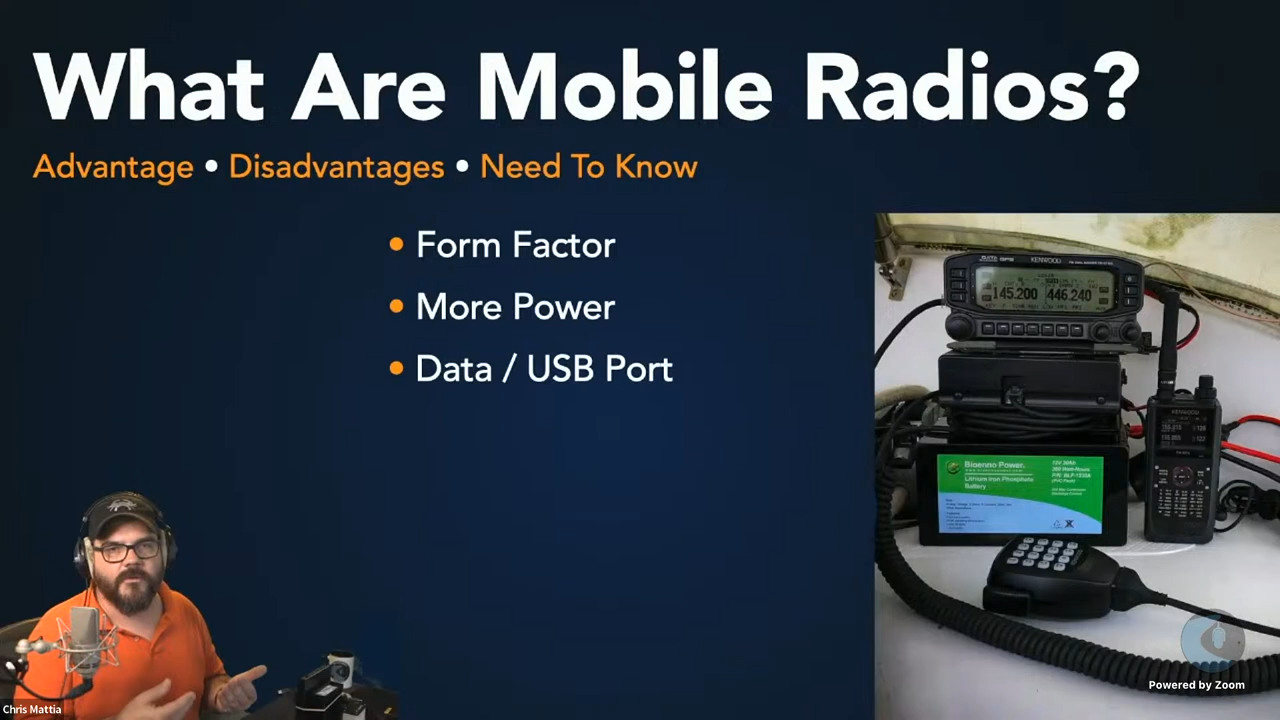 What Are Mobile Radios?
Advantage • Disadvantages • Need To Know
• Form Factor
• More Power
• Data / USB Port
KENWOOD
145.200 446.240
KENWOOD
Bioenno Power.
Lithium Iron Phosphate
Battery
Powered by Zoom
Chris Mattia